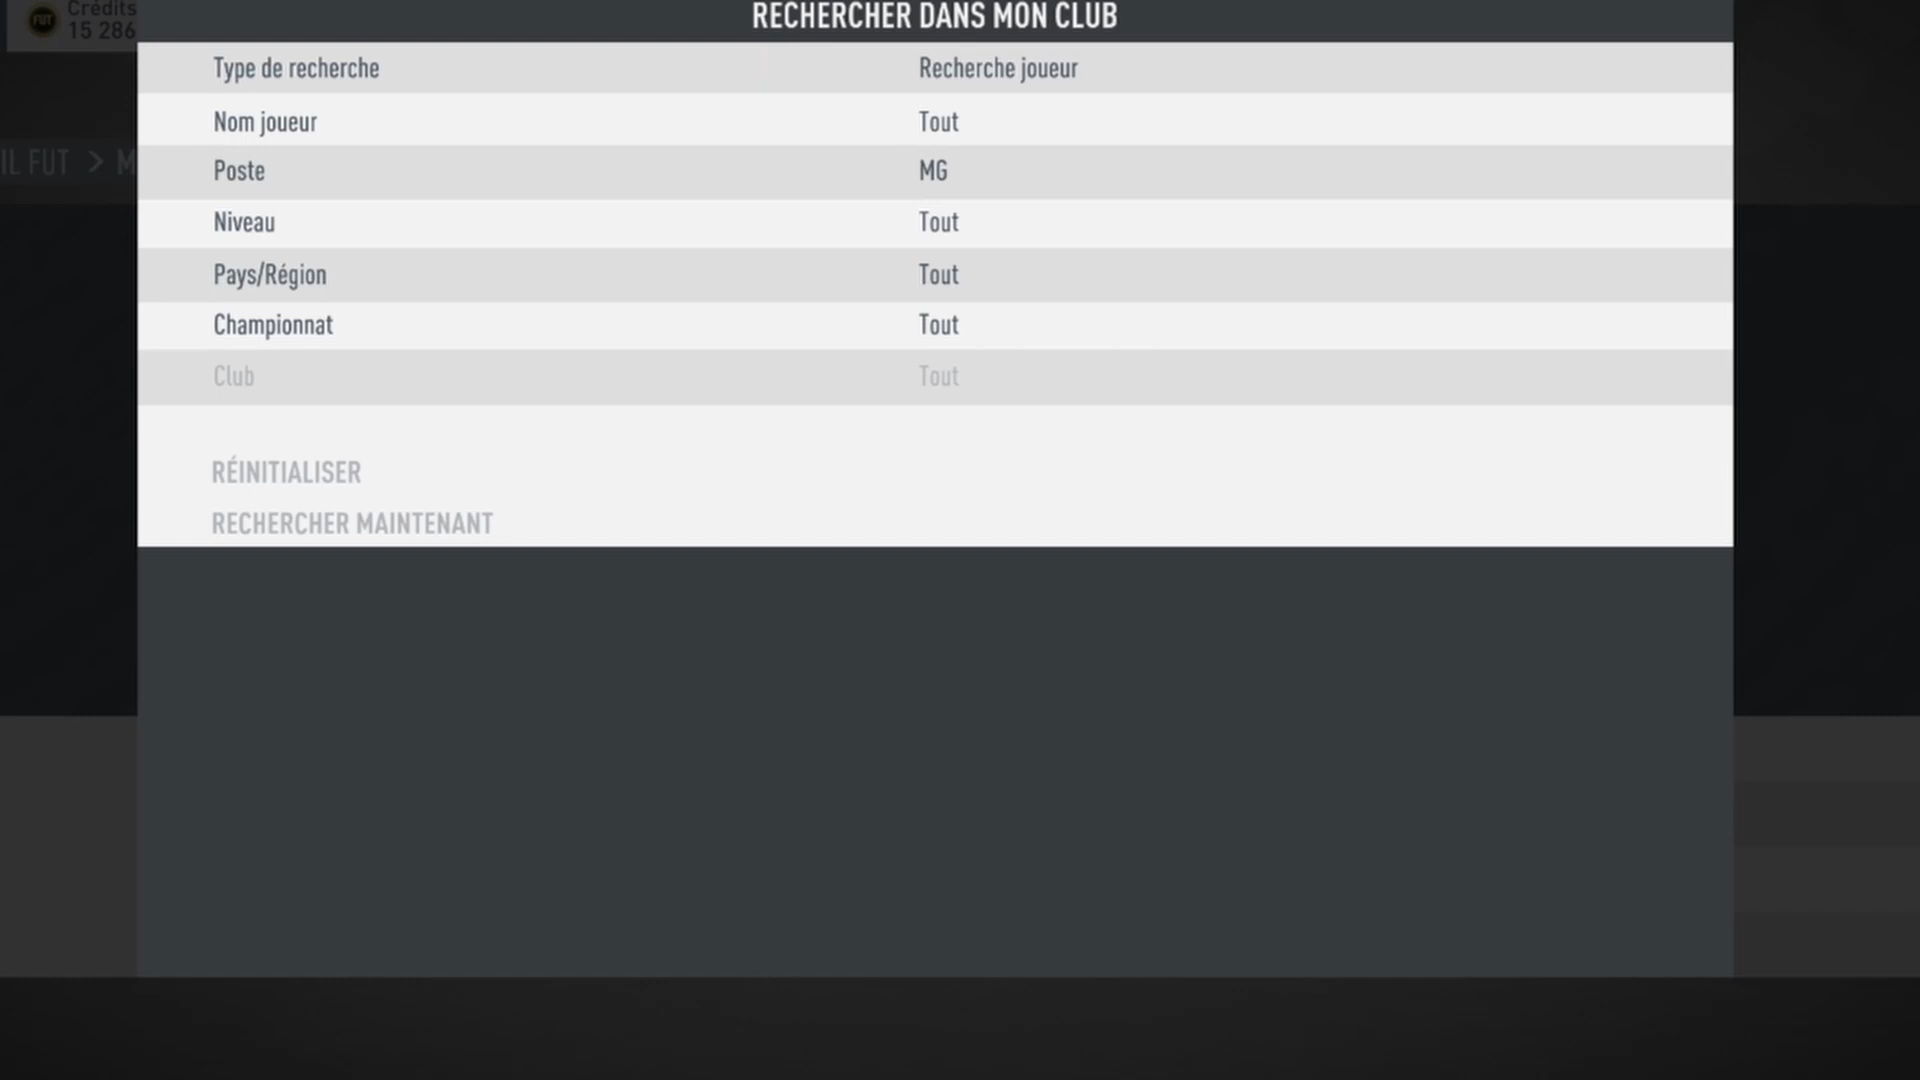 Crédits
FUT 15 286
RECHERCHER DANS MON CLUB
Type de recherche Recherche joueur
Nom joueur Tout
IL FUT > M
Poste MG
Niveau Tout
Pays/Région Tout
Championnat Tout
Club Tout
RÉINITIALISER
RECHERCHER MAINTENANT